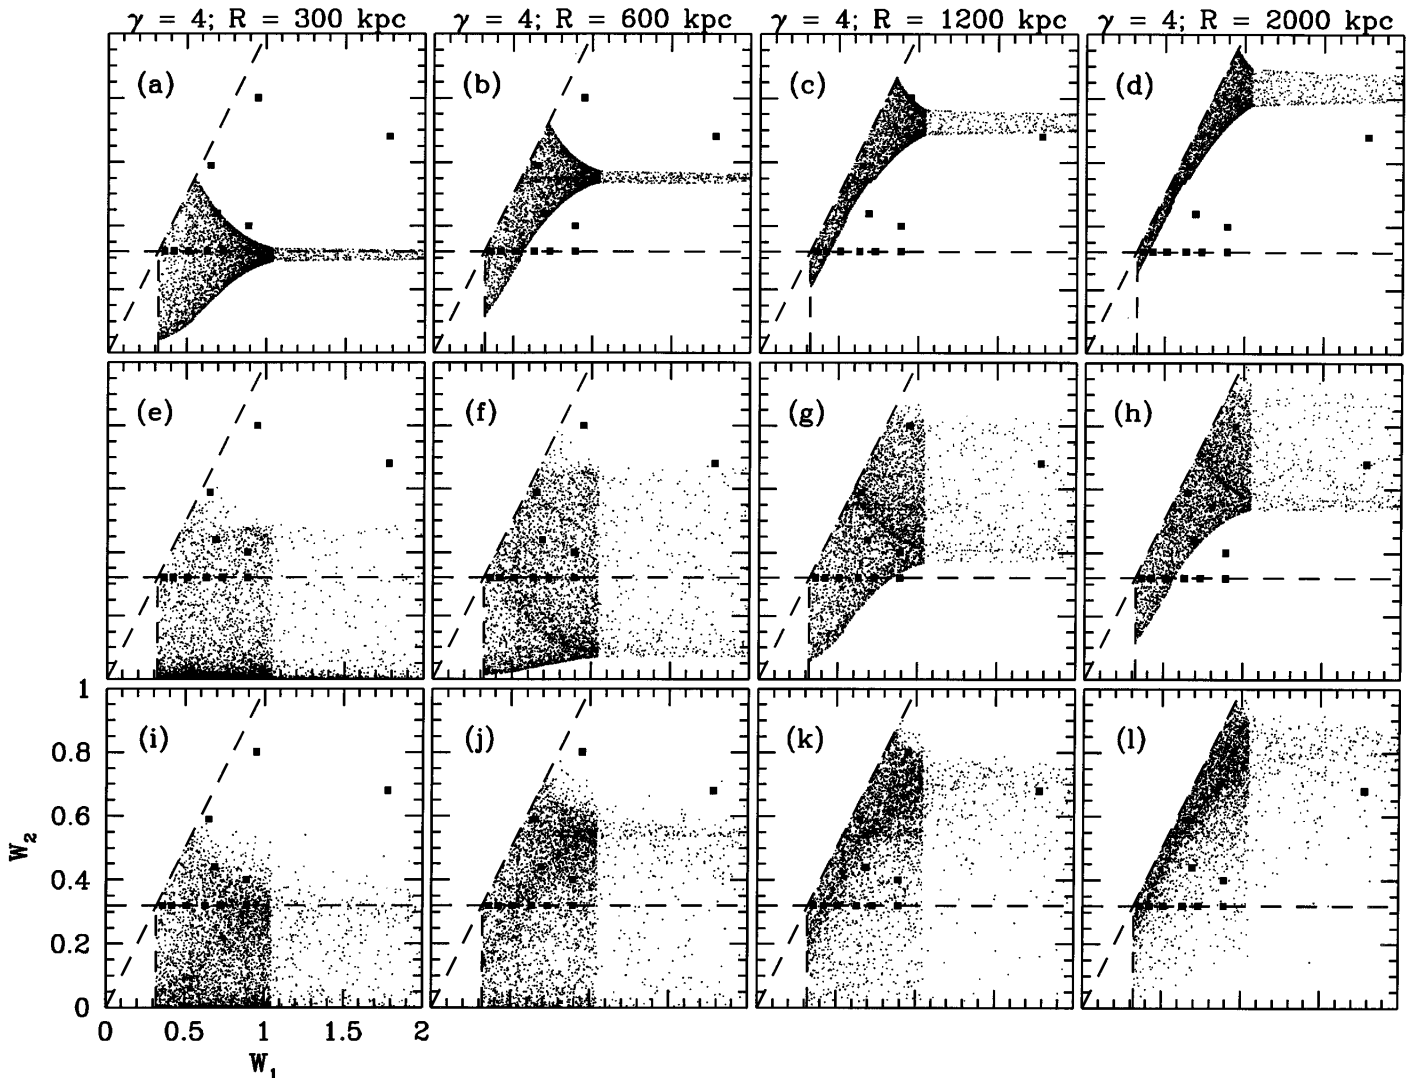 γ = 4; R = 300 kpc
γ = 4; R = 600 kpc
γ = 4; R = 1200 kpc
γ = 4; R = 2000 kpc
(a)
(b)
(c)
(d)
(e)
(f)
(g)
(h)
(i)
(j)
(k)
(l)
1
0.8
0.6
0.4
0.2
0
W₂
0 0.5 1 1.5 2
W₁